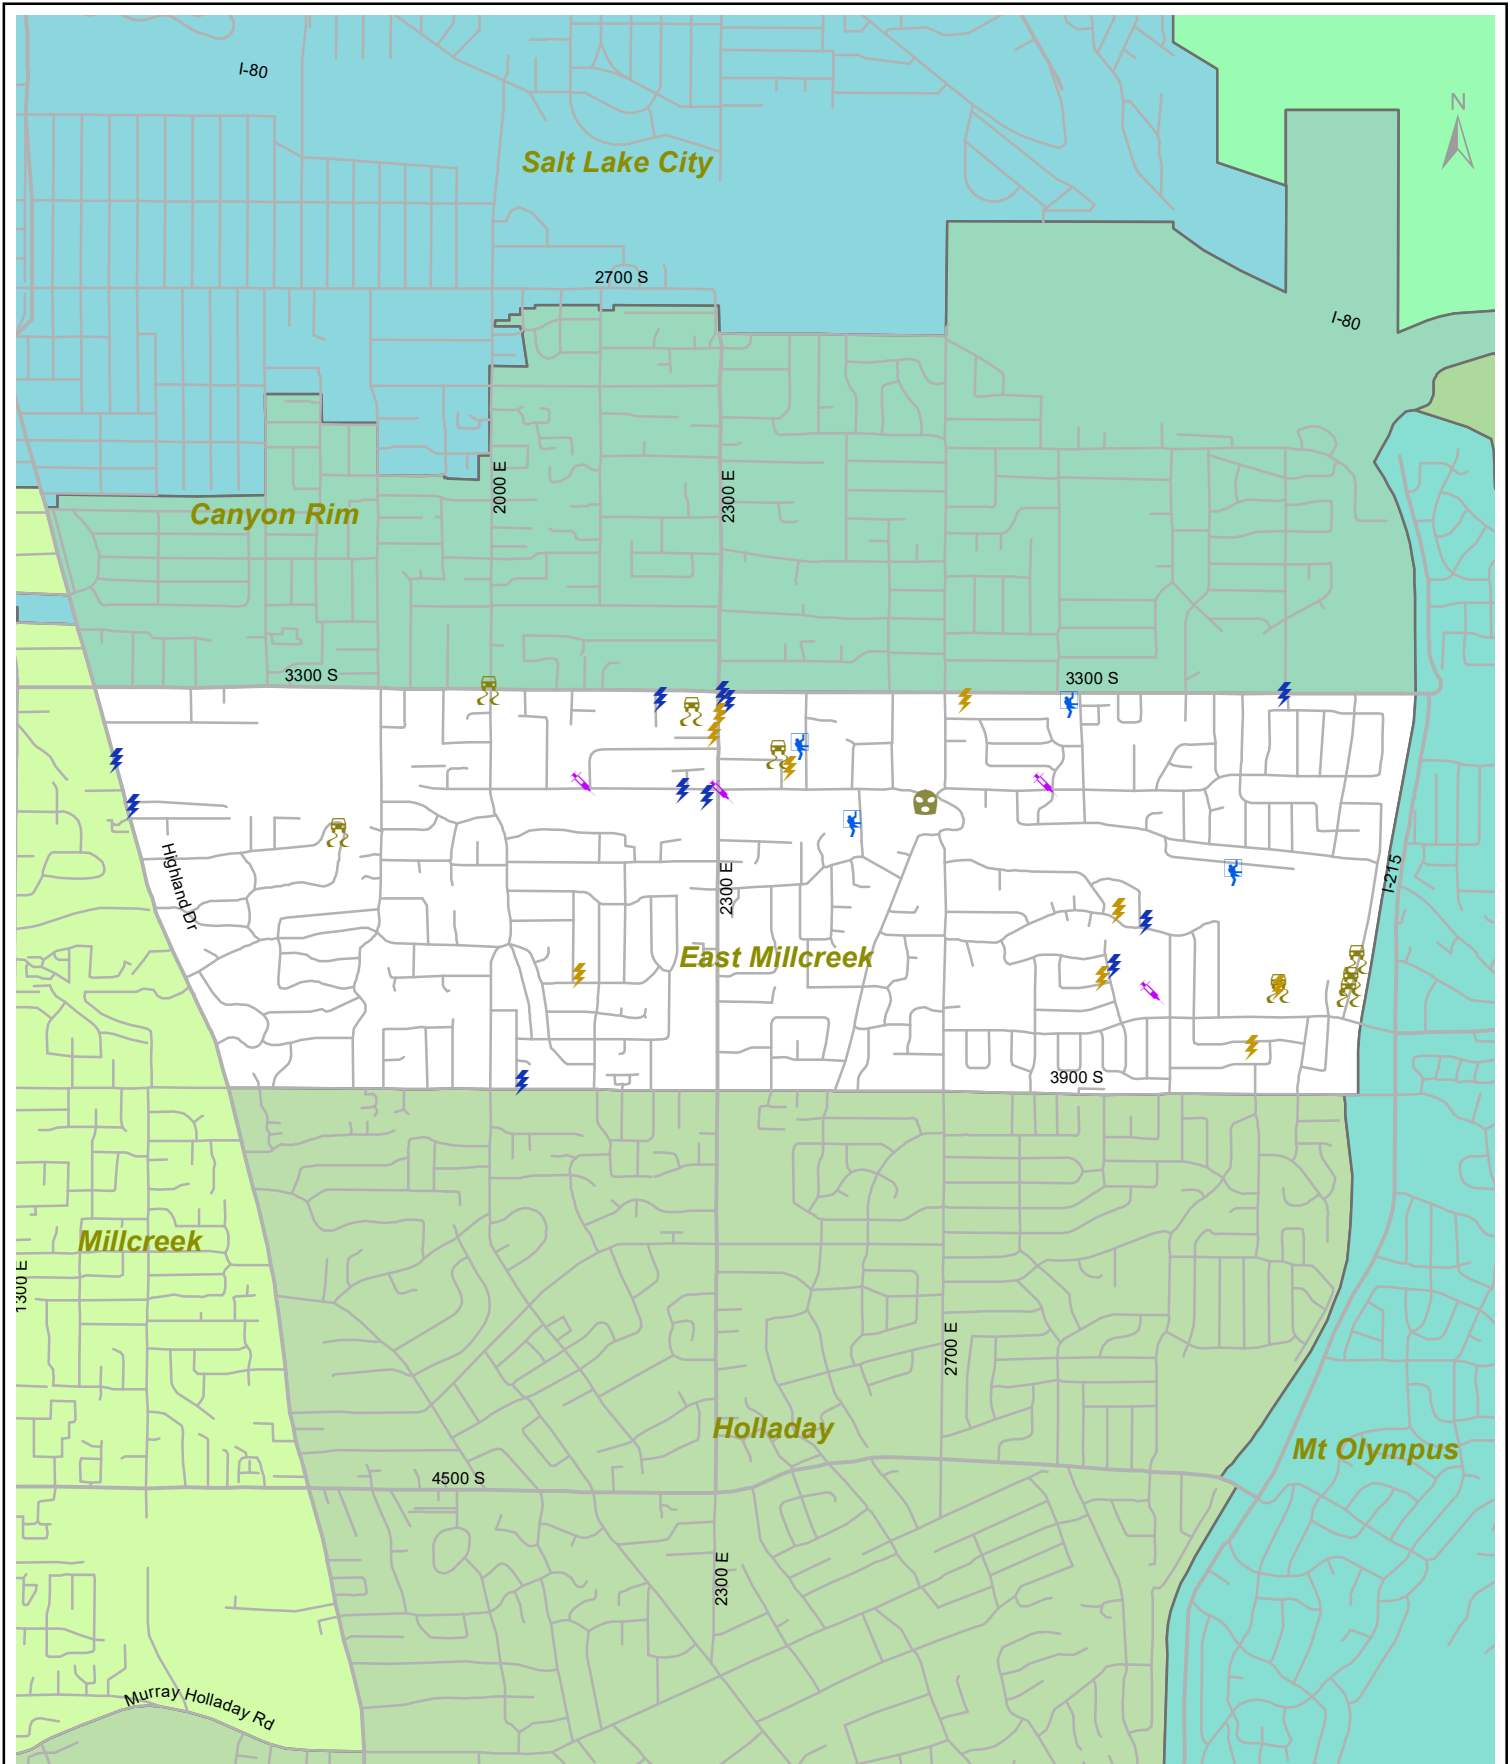 I-80
N
Salt Lake City
2700 S
I-80
2000 E
2300 E
Canyon Rim
3300 S
3300 S
Highland Dr
2300 E
I-215
East Millcreek
3900 S
Millcreek
1300 E
2700 E
Holladay
Mt Olympus
4500 S
2300 E
Murray Holladay Rd